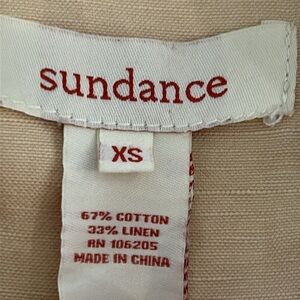 sundance
XS
67% COTTON
33% LINEN
RN 106205
MADE IN CHINA